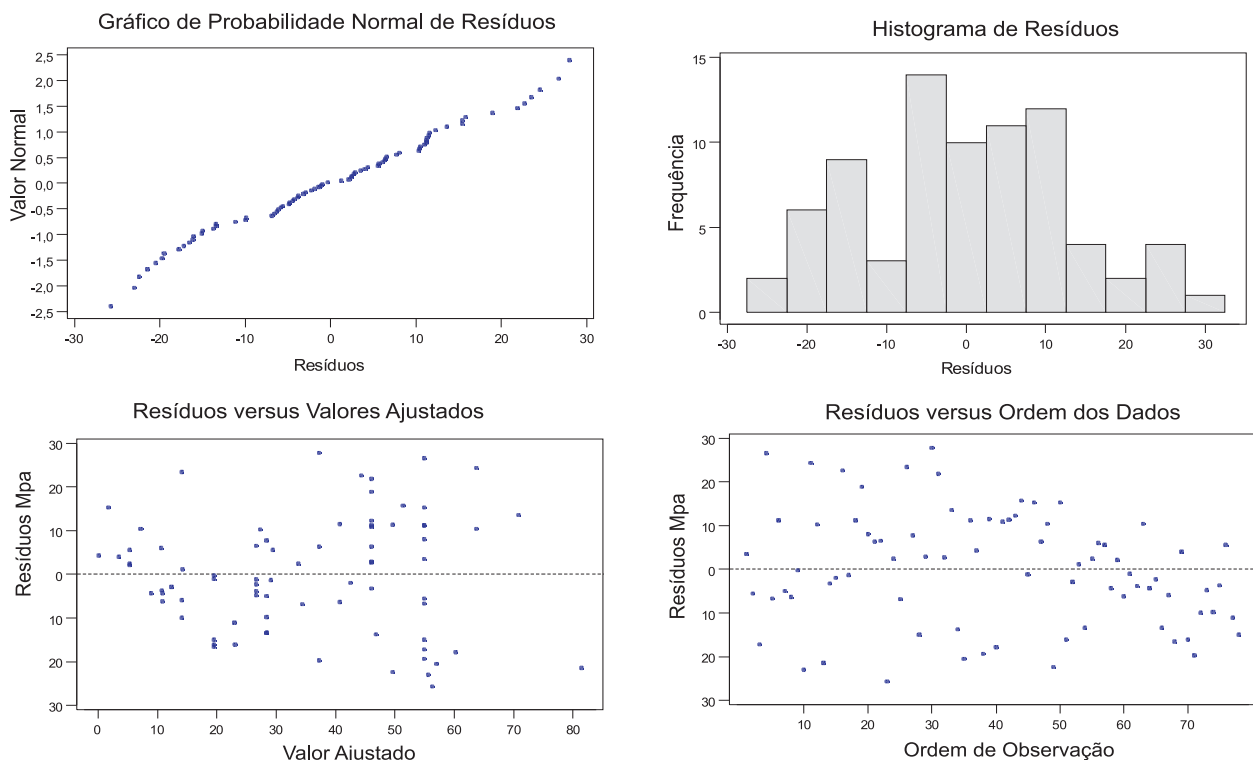 Gráfico de Probabilidade Normal de Resíduos
2,5
2,0
1,5
1,0
0,5
0,0
-0,5
-1,0
-1,5
-2,0
-2,5
Valor Normal
-30 -20 -10 0 10 20 30
Resíduos
Histograma de Resíduos
15
10
5
0
Frequência
-30 -20 -10 0 10 20 30
Resíduos
Resíduos versus Valores Ajustados
30
20
10
0
10
20
30
Resíduos Mpa
0 10 20 30 40 50 60 70 80
Valor Ajustado
Resíduos versus Ordem dos Dados
30
20
10
0
10
20
30
Resíduos Mpa
10 20 30 40 50 60 70
Ordem de Observação